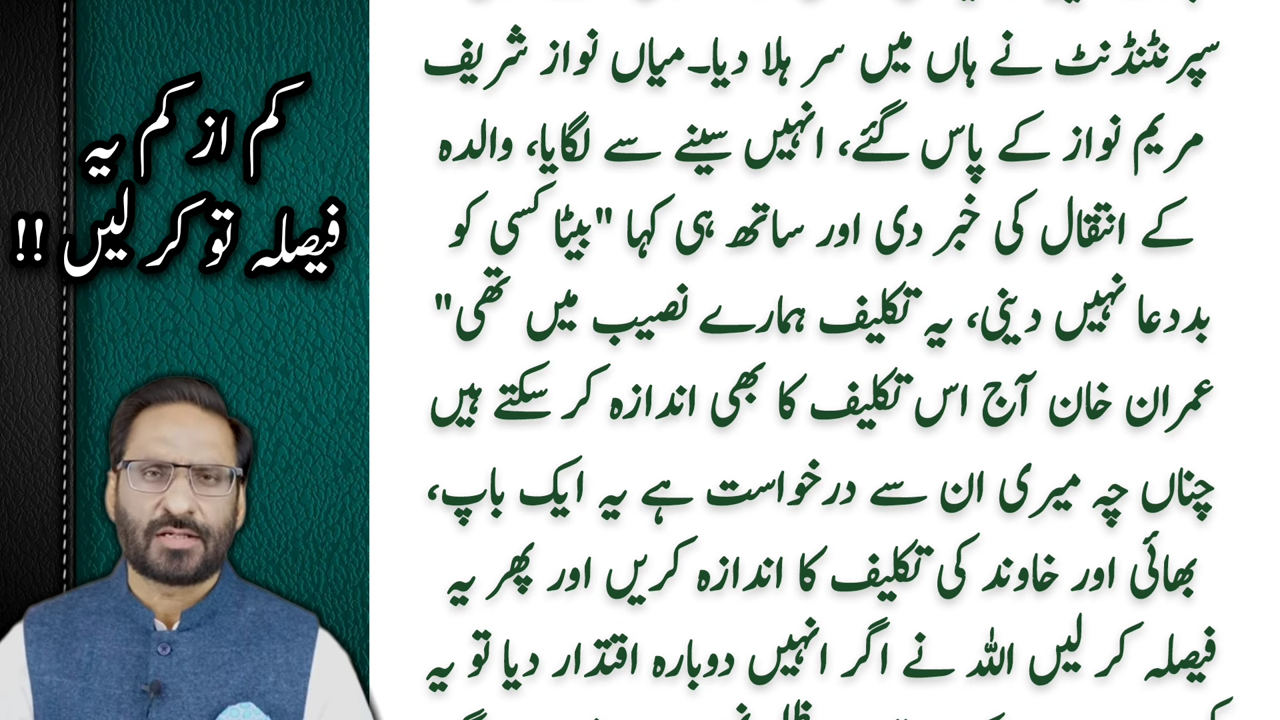 کم از کم یہ
فیصلہ تو کر لیں !!
سپرنٹنڈنٹ نے ہاں میں سر ہلا دیا۔میاں نواز شریف
مریم نواز کے پاس گئے، انہیں سینے سے لگایا، والدہ
کے انتقال کی خبر دی اور ساتھ ہی کہا "بیٹا کسی کو
بددعا نہیں دینی، یہ تکلیف ہمارے نصیب میں تھی"
عمران خان آج اس تکلیف کا بھی اندازہ کر سکتے ہیں
چناں چہ میری ان سے درخواست ہے یہ ایک باپ،
بھائی اور خاوند کی تکلیف کا اندازہ کریں اور پھر یہ
فیصلہ کر لیں اللہ نے اگر انہیں دوبارہ اقتدار دیا تو یہ